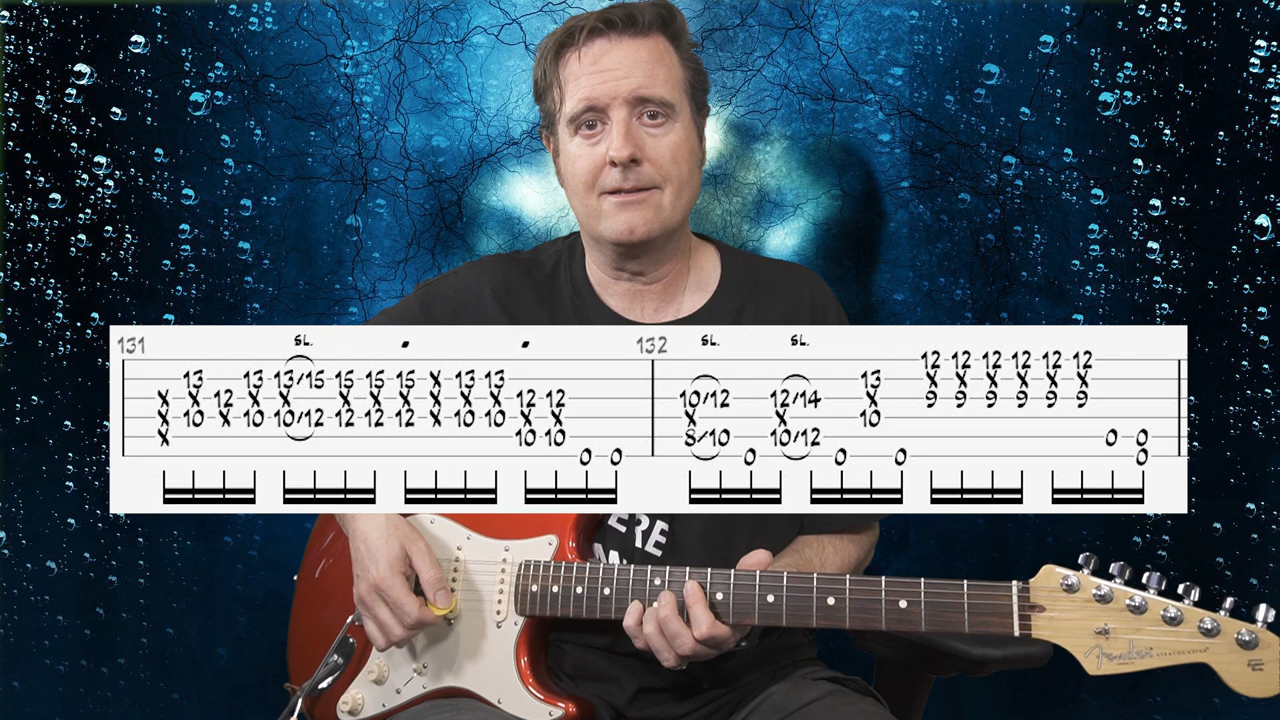 131 SL. 132 SL. SL.
12 12 12 12 12 12
13 13 13/15 15 15 15 X 13 13 13 X X X X X X
X X 12 X X X X X X X X 12 12 10/12 12/14 X 9 9 9 9 9 9
X 10 X 10 10/12 12 12 12 X 10 10 X X X X 10
X 10 10 8/10 10/12 0 0
0 0 0 0 0 0
ERE
Fender STRATOCASTER